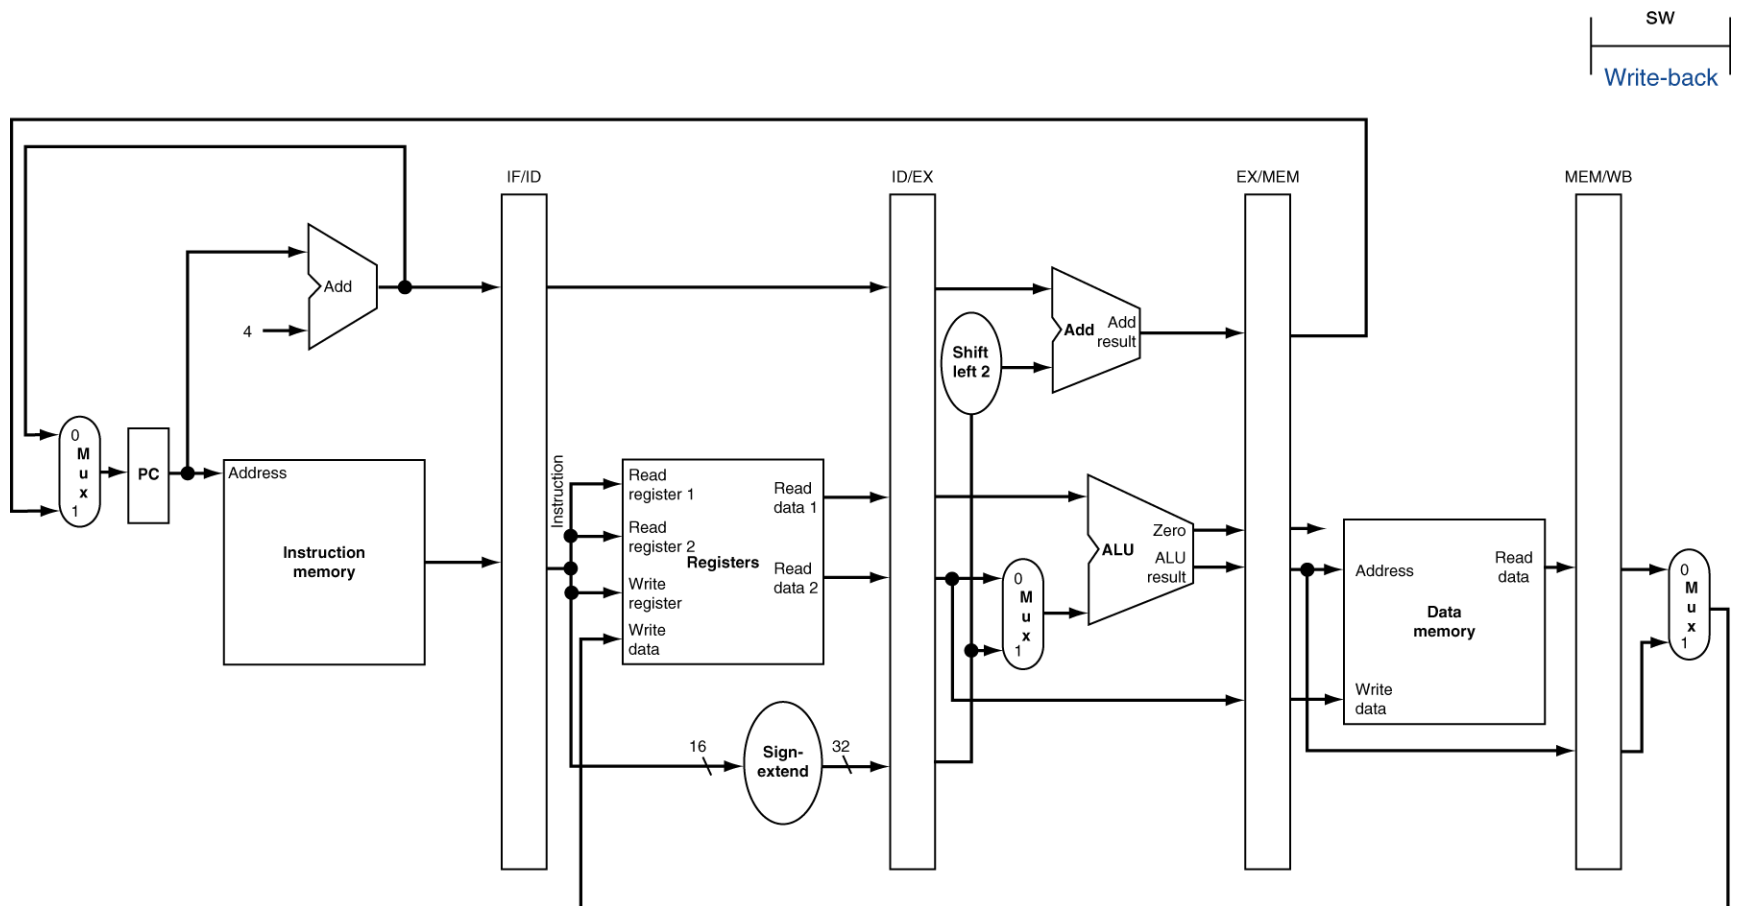 SW
Write-back
IF/ID
ID/EX
EX/MEM
MEM/WB
Add
4
Add
Add
result
Shift
left 2
0
M
u
x
1
PC
Address
Instruction
memory
Instruction
Read
register 1
Read
register 2
Write
register
Write
data
Registers
Read
data 1
Read
data 2
16
Sign-
extend
32
0
M
u
x
1
ALU
Zero
ALU
result
Address
Read
data
Data
memory
Write
data
0
M
u
x
1